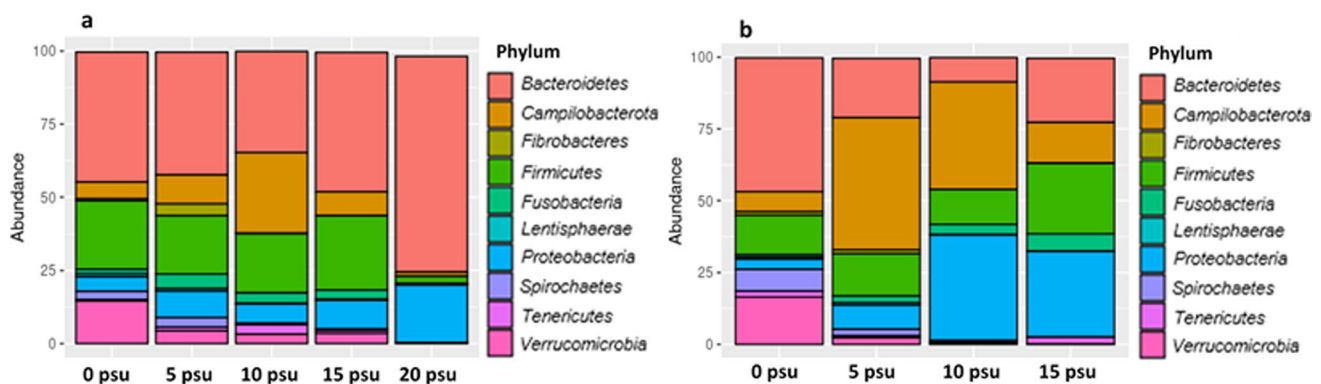 a
100
75
50
25
0
Abundance
0 psu 5 psu 10 psu 15 psu 20 psu
Phylum
Bacteroidetes
Campilobacterota
Fibrobacteres
Firmicutes
Fusobacteria
Lentisphaerae
Proteobacteria
Spirochaetes
Tenericutes
Verrucomicrobia
b
100
75
50
25
0
Abundance
0 psu 5 psu 10 psu 15 psu
Phylum
Bacteroidetes
Campilobacterota
Fibrobacteres
Firmicutes
Fusobacteria
Lentisphaerae
Proteobacteria
Spirochaetes
Tenericutes
Verrucomicrobia